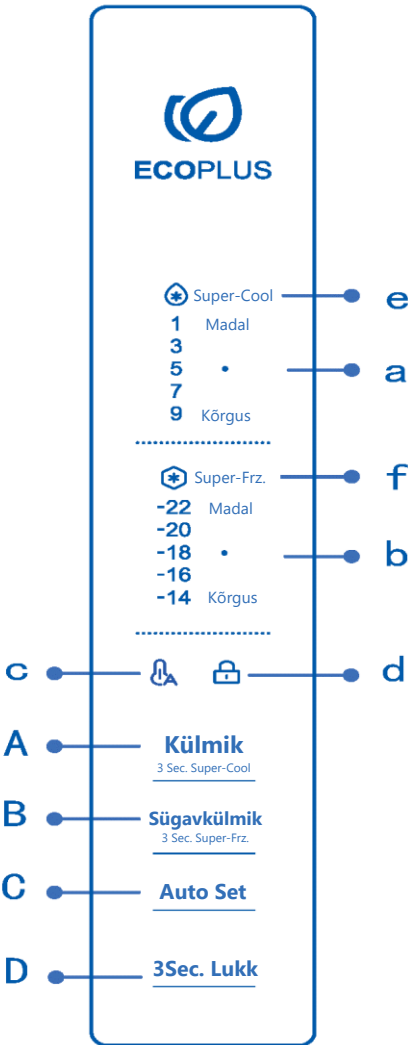 ECOPLUS
Super-Cool
e
1 Madal
3
5
a
7
9 Kõrgus
Super-Frz.
f
-22 Madal
-20
-18
b
-16
-14 Kõrgus
c
A
d
A Külmik
3 Sec. Super-Cool
B Sügavkülmik
3 Sec. Super-Frz.
C Auto Set
D 3Sec. Lukk